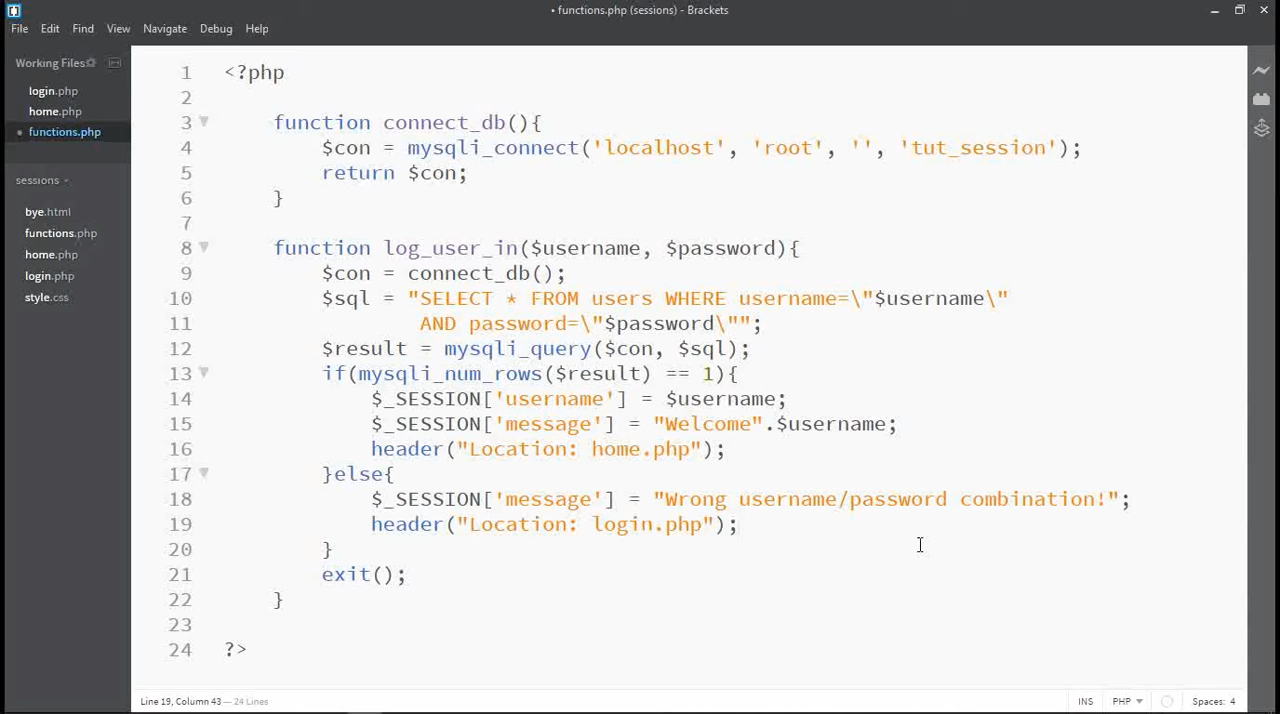 • functions.php (sessions) - Brackets
File Edit Find View Navigate Debug Help
Working Files
login.php
home.php
functions.php
sessions
bye.html
functions.php
home.php
login.php
style.css
1 <?php
2
3 function connect_db(){
4 $con = mysqli_connect('localhost', 'root', '', 'tut_session');
5 return $con;
6 }
7
8 function log_user_in($username, $password){
9 $con = connect_db();
10 $sql = "SELECT * FROM users WHERE username=\"$username\"
11 AND password=\"$password\"";
12 $result = mysqli_query($con, $sql);
13 if(mysqli_num_rows($result) == 1){
14 $_SESSION['username'] = $username;
15 $_SESSION['message'] = "Welcome".$username;
16 header("Location: home.php");
17 }else{
18 $_SESSION['message'] = "Wrong username/password combination!";
19 header("Location: login.php");
20 }
21 exit();
22 }
23
24 ?>
Line 19, Column 43 — 24 Lines
INS PHP Spaces: 4